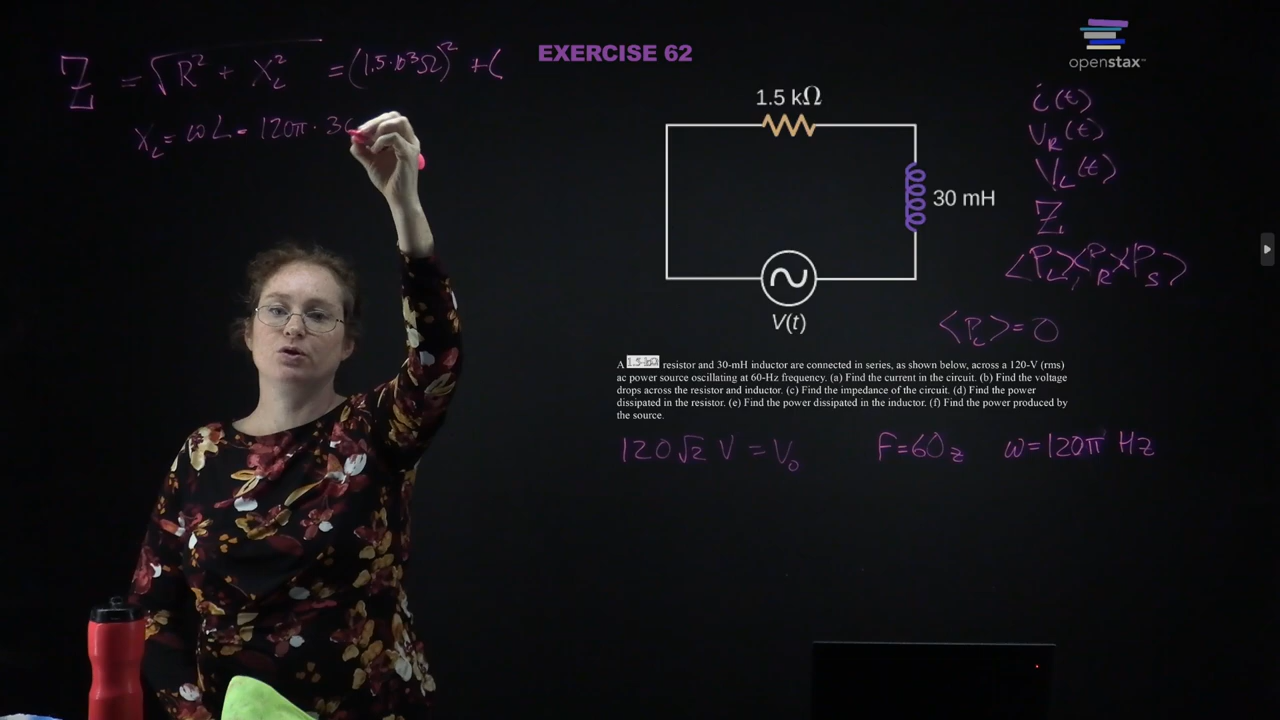 EXERCISE 62
openstax™
Z = √R² + X_L² = (1.5·10³Ω)² + (
X_L = ωL = 120π · 30
1.5 kΩ
30 mH
V(t)
i(t)
V_R(t)
V_L(t)
Z
<P_L><P_R><P_S>
<P_L> = 0
A 1.5-kΩ resistor and 30-mH inductor are connected in series, as shown below, across a 120-V (rms)
ac power source oscillating at 60-Hz frequency. (a) Find the current in the circuit. (b) Find the voltage
drops across the resistor and inductor. (c) Find the impedance of the circuit. (d) Find the power
dissipated in the resistor. (e) Find the power dissipated in the inductor. (f) Find the power produced by
the source.
120√2 V = V₀ F=60z ω=120π Hz